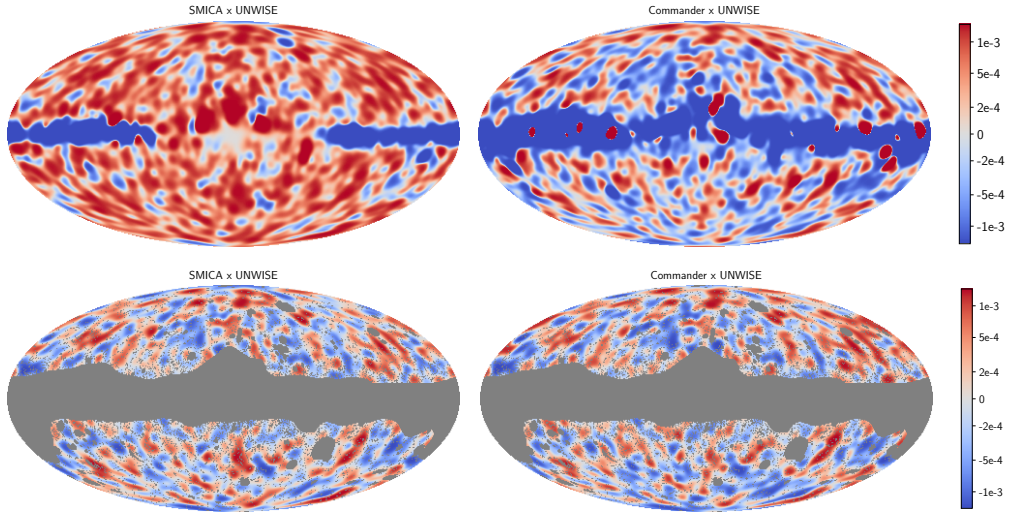 SMICA x UNWISE
Commander x UNWISE
1e-3
5e-4
2e-4
0
-2e-4
-5e-4
-1e-3
SMICA x UNWISE
Commander x UNWISE
1e-3
5e-4
2e-4
0
-2e-4
-5e-4
-1e-3